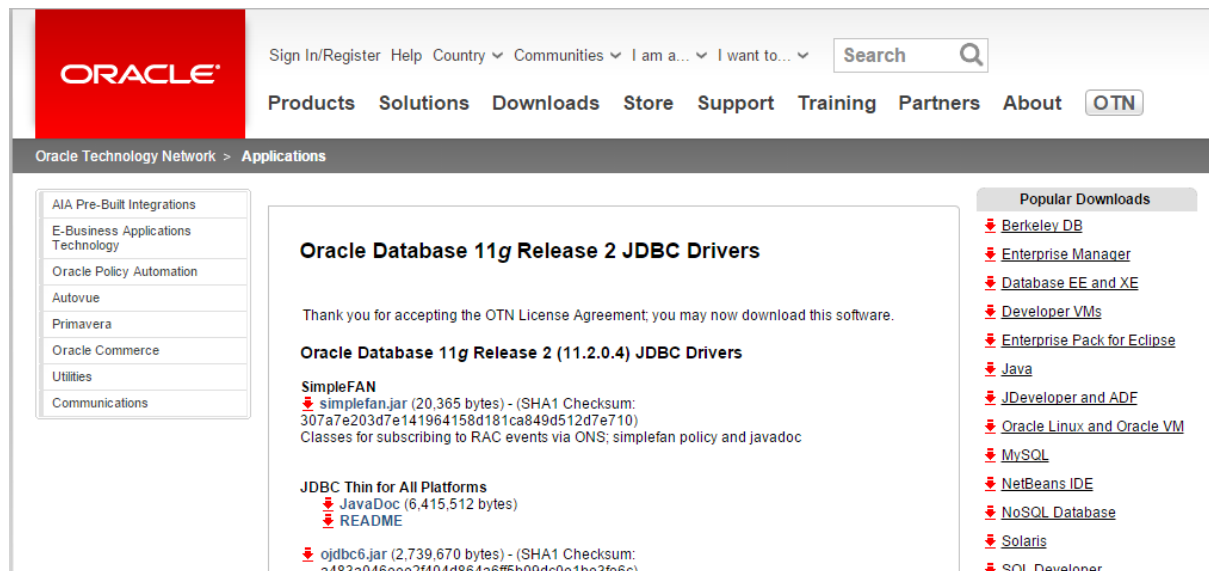 ORACLE
Sign In/Register Help Country Communities I am a... I want to... Search
Products Solutions Downloads Store Support Training Partners About OTN
Oracle Technology Network > Applications
AIA Pre-Built Integrations
E-Business Applications
Technology
Oracle Policy Automation
Autovue
Primavera
Oracle Commerce
Utilities
Communications
Oracle Database 11g Release 2 JDBC Drivers
Thank you for accepting the OTN License Agreement; you may now download this software.
Oracle Database 11g Release 2 (11.2.0.4) JDBC Drivers
SimpleFAN
simplefan.jar (20,365 bytes) - (SHA1 Checksum:
307a7e203d7e141964158d181ca849d512d7e710)
Classes for subscribing to RAC events via ONS; simplefan policy and javadoc
JDBC Thin for All Platforms
JavaDoc (6,415,512 bytes)
README
ojdbc6.jar (2,739,670 bytes) - (SHA1 Checksum:
Popular Downloads
Berkeley DB
Enterprise Manager
Database EE and XE
Developer VMs
Enterprise Pack for Eclipse
Java
JDeveloper and ADF
Oracle Linux and Oracle VM
MySQL
NetBeans IDE
NoSQL Database
Solaris
SQL Developer